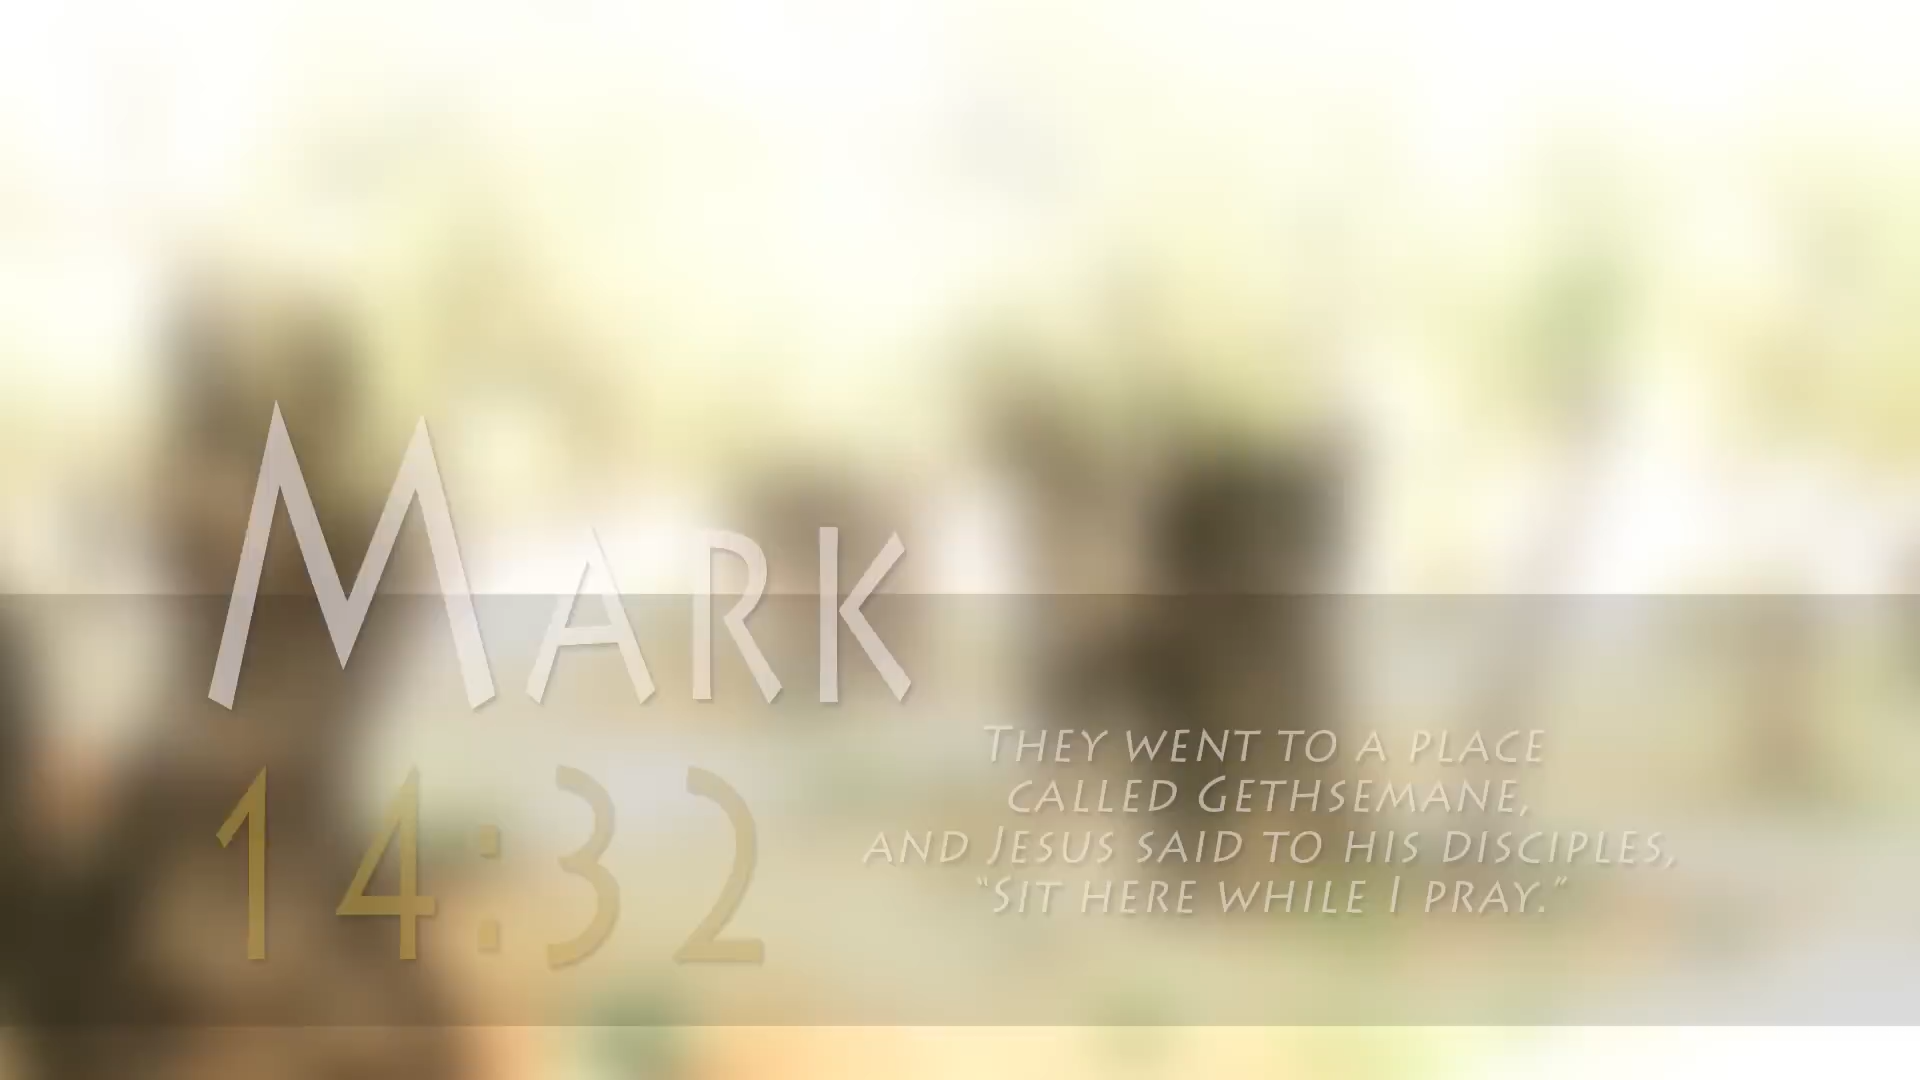 Mark
14:32
They went to a place
called Gethsemane,
and Jesus said to his disciples,
“Sit here while I pray.”